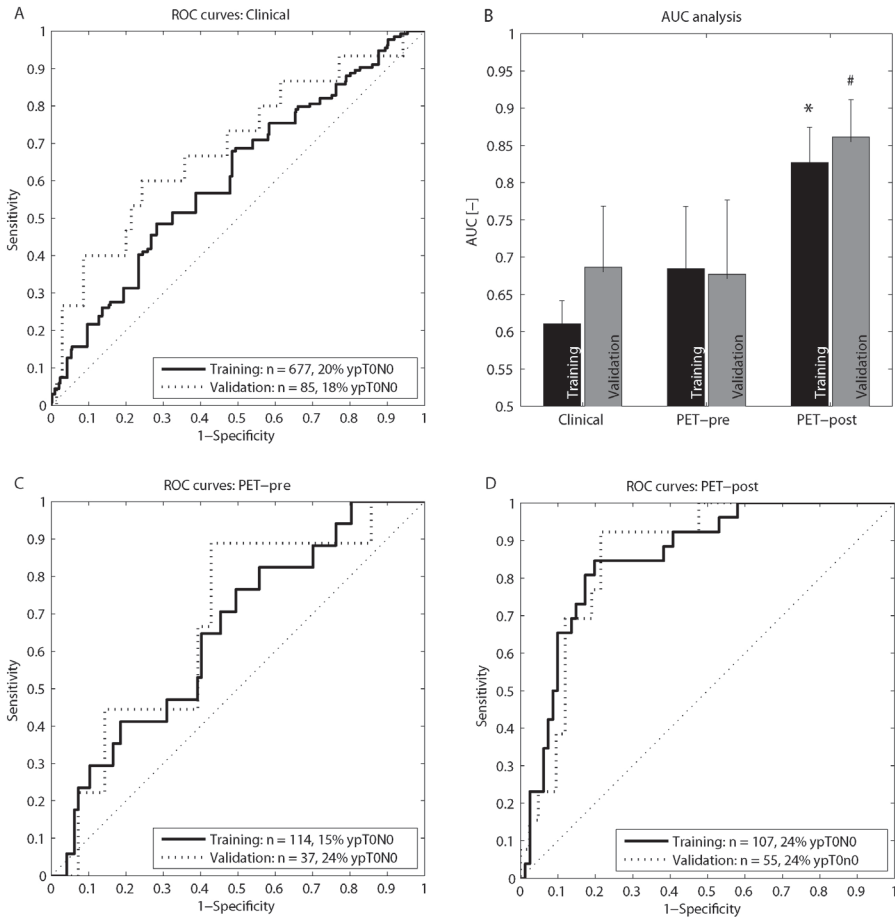 A
ROC curves: Clinical
1
0.9
0.8
0.7
0.6
0.5
0.4
0.3
0.2
0.1
0
Sensitivity
Training: n = 677, 20% ypT0N0
Validation: n = 85, 18% ypT0N0
0.1
0.2
0.3
0.4
0.5
0.6
0.7
0.8
0.9
1
1−Specificity
B
AUC analysis
1
0.95
0.9
0.85
0.8
0.75
0.7
0.65
0.6
0.55
0.5
AUC [−]
*
#
Training
Validation
Training
Validation
Training
Validation
Clinical
PET−pre
PET−post
C
ROC curves: PET−pre
1
0.9
0.8
0.7
0.6
0.5
0.4
0.3
0.2
0.1
0
Sensitivity
Training: n = 114, 15% ypT0N0
Validation: n = 37, 24% ypT0N0
0.1
0.2
0.3
0.4
0.5
0.6
0.7
0.8
0.9
1
1−Specificity
D
ROC curves: PET−post
1
0.9
0.8
0.7
0.6
0.5
0.4
0.3
0.2
0.1
0
Sensitivity
Training: n = 107, 24% ypT0N0
Validation: n = 55, 24% ypT0n0
0.1
0.2
0.3
0.4
0.5
0.6
0.7
0.8
0.9
1
1−Specificity